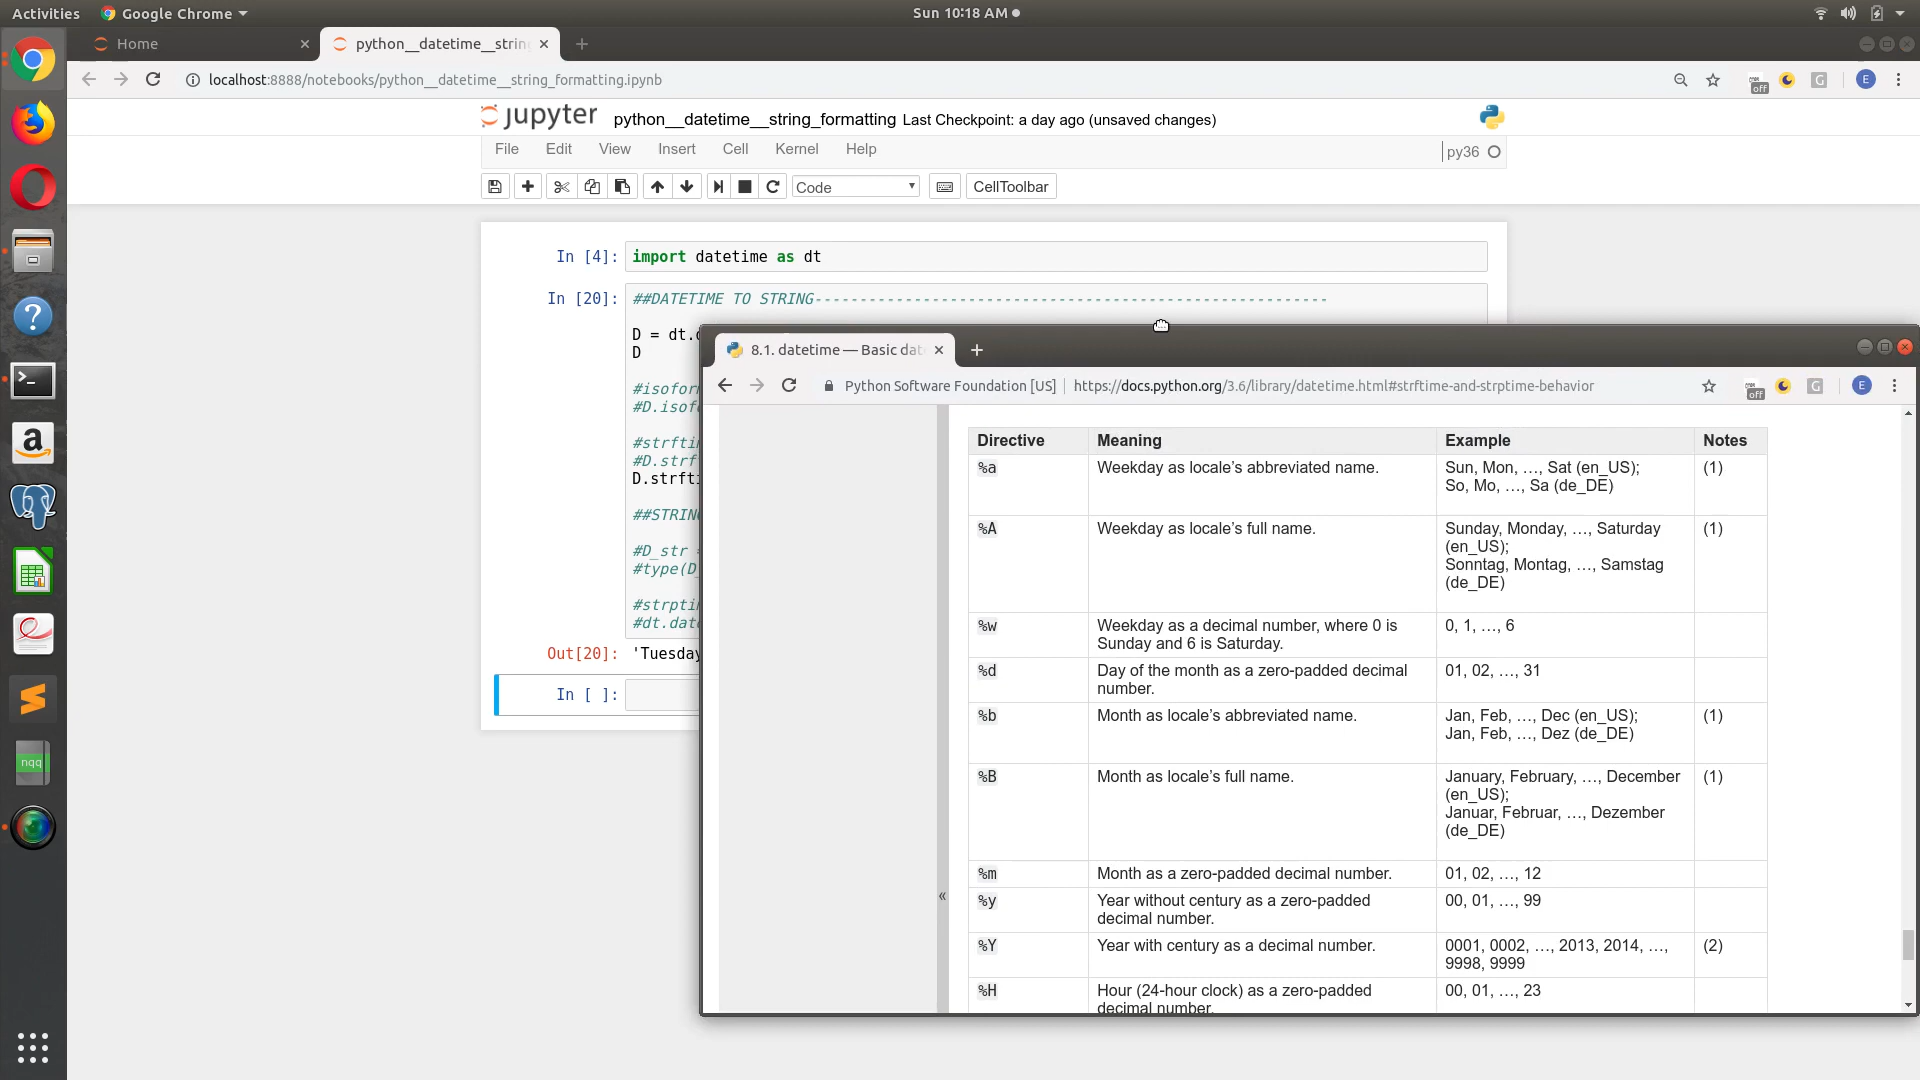 Activities
Google Chrome
Sun 10:18 AM
Home
python__datetime__strin
localhost:8888/notebooks/python__datetime__string_formatting.ipynb
off
G
E
jupyter
python__datetime__string_formatting Last Checkpoint: a day ago (unsaved changes)
File Edit View Insert Cell Kernel Help
py36
Code
CellToolbar
In [4]: import datetime as dt
In [20]: ##DATETIME TO STRING---------------------------------------------------------
D = dt.
D
#isofor
#D.isof
#strfti
#D.strf
D.strft
##STRIN
#D_str =
#type(D_
#strpti
#dt.dat
Out[20]: 'Tuesday
In [ ]:
8.1. datetime — Basic dat
Python Software Foundation [US] https://docs.python.org/3.6/library/datetime.html#strftime-and-strptime-behavior
off
G
E
Directive Meaning Example Notes
%a Weekday as locale's abbreviated name. Sun, Mon, …, Sat (en_US); (1)
So, Mo, …, Sa (de_DE)
%A Weekday as locale's full name. Sunday, Monday, …, Saturday (1)
(en_US);
Sonntag, Montag, …, Samstag
(de_DE)
%w Weekday as a decimal number, where 0 is 0, 1, …, 6
Sunday and 6 is Saturday.
%d Day of the month as a zero-padded decimal 01, 02, …, 31
number.
%b Month as locale's abbreviated name. Jan, Feb, …, Dec (en_US); (1)
Jan, Feb, …, Dez (de_DE)
%B Month as locale's full name. January, February, …, December (1)
(en_US);
Januar, Februar, …, Dezember
(de_DE)
%m Month as a zero-padded decimal number. 01, 02, …, 12
%y Year without century as a zero-padded 00, 01, …, 99
decimal number.
%Y Year with century as a decimal number. 0001, 0002, …, 2013, 2014, …, (2)
9998, 9999
«
%H Hour (24-hour clock) as a zero-padded 00, 01, …, 23
decimal number.
nqq